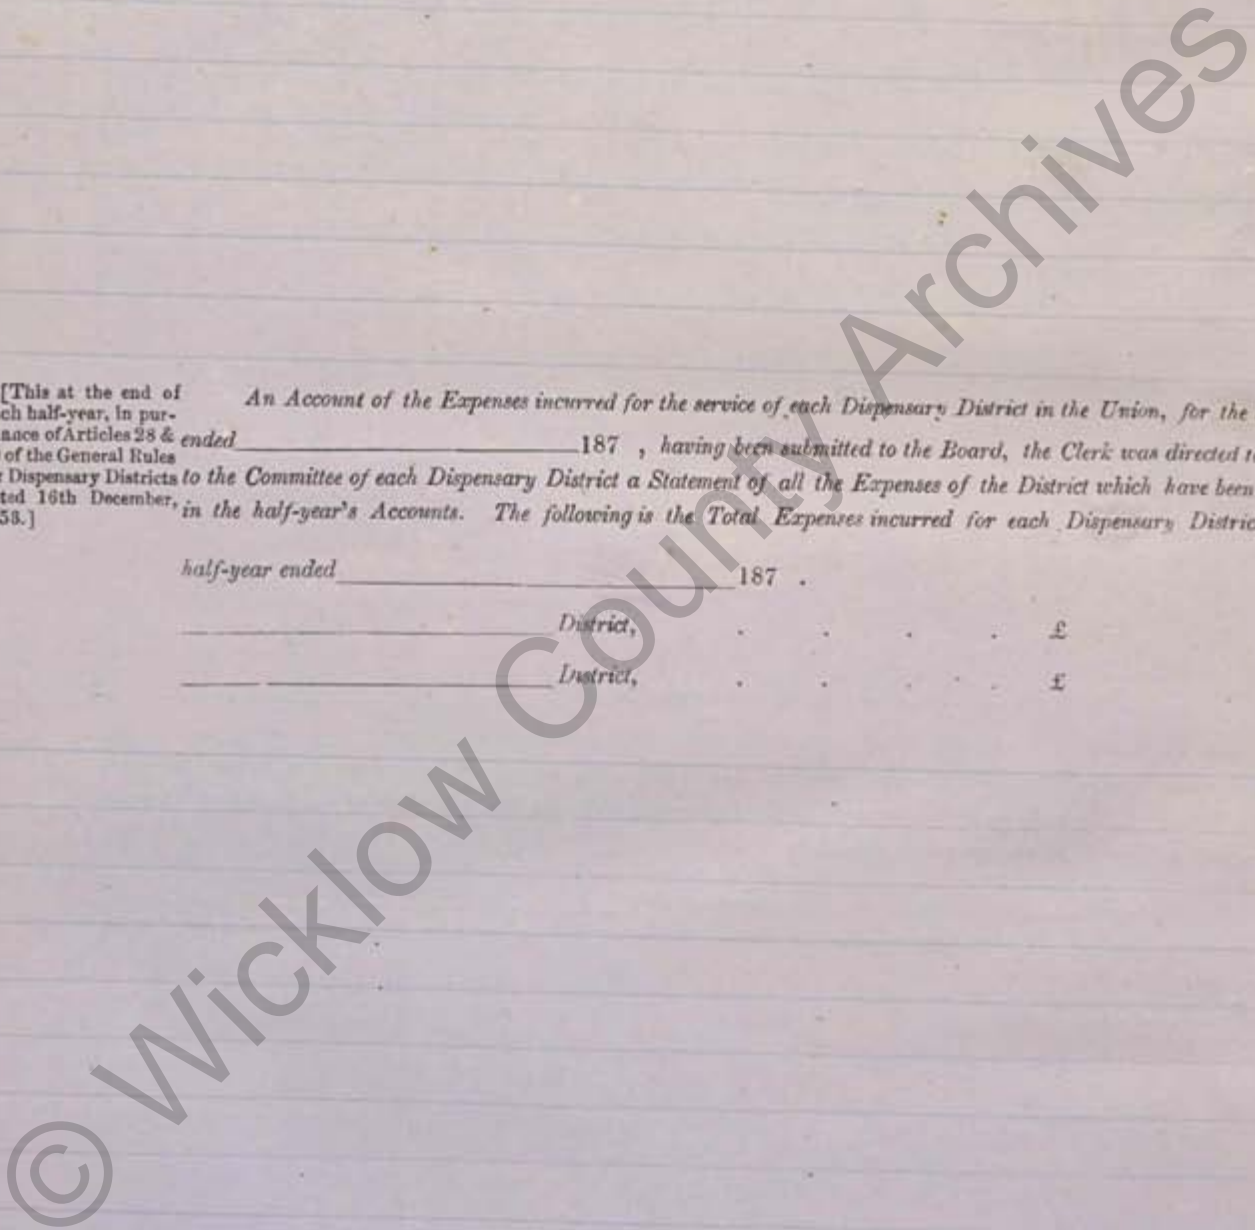 [This at the end of
ch half-year, in pur-
ance of Articles 28 &
of the General Rules
Dispensary Districts
ted 16th December,
58.]
An Account of the Expenses incurred for the service of each Dispensary District in the Union, for the
ended 187 , having been submitted to the Board, the Clerk was directed t
to the Committee of each Dispensary District a Statement of all the Expenses of the District which have been
in the half-year's Accounts. The following is the Total Expenses incurred for each Dispensary Distric
half-year ended 187 .
District, . . . . £
District, . . . . £
© Wicklow County Archives